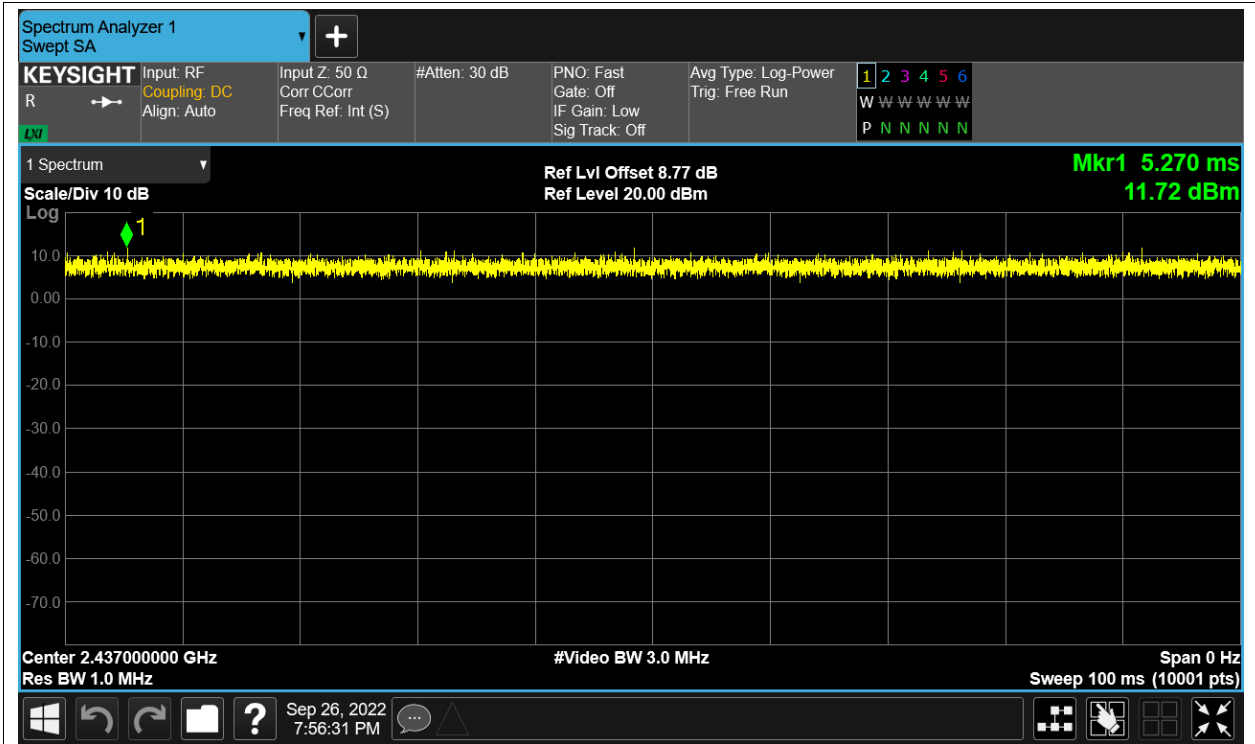 Spectrum Analyzer 1
Swept SA
KEYSIGHT
R
LXI
Input: RF
Coupling: DC
Align: Auto
Input Z: 50 Ω
Corr CCorr
Freq Ref: Int (S)
#Atten: 30 dB
PNO: Fast
Gate: Off
IF Gain: Low
Sig Track: Off
Avg Type: Log-Power
Trig: Free Run
1 2 3 4 5 6
W W W W W W
P N N N N N
1 Spectrum
Scale/Div 10 dB
Log
Ref Lvl Offset 8.77 dB
Ref Level 20.00 dBm
Mkr1 5.270 ms
11.72 dBm
1
10.0
0.00
-10.0
-20.0
-30.0
-40.0
-50.0
-60.0
-70.0
Center 2.437000000 GHz
Res BW 1.0 MHz
#Video BW 3.0 MHz
Span 0 Hz
Sweep 100 ms (10001 pts)
?
Sep 26, 2022
7:56:31 PM